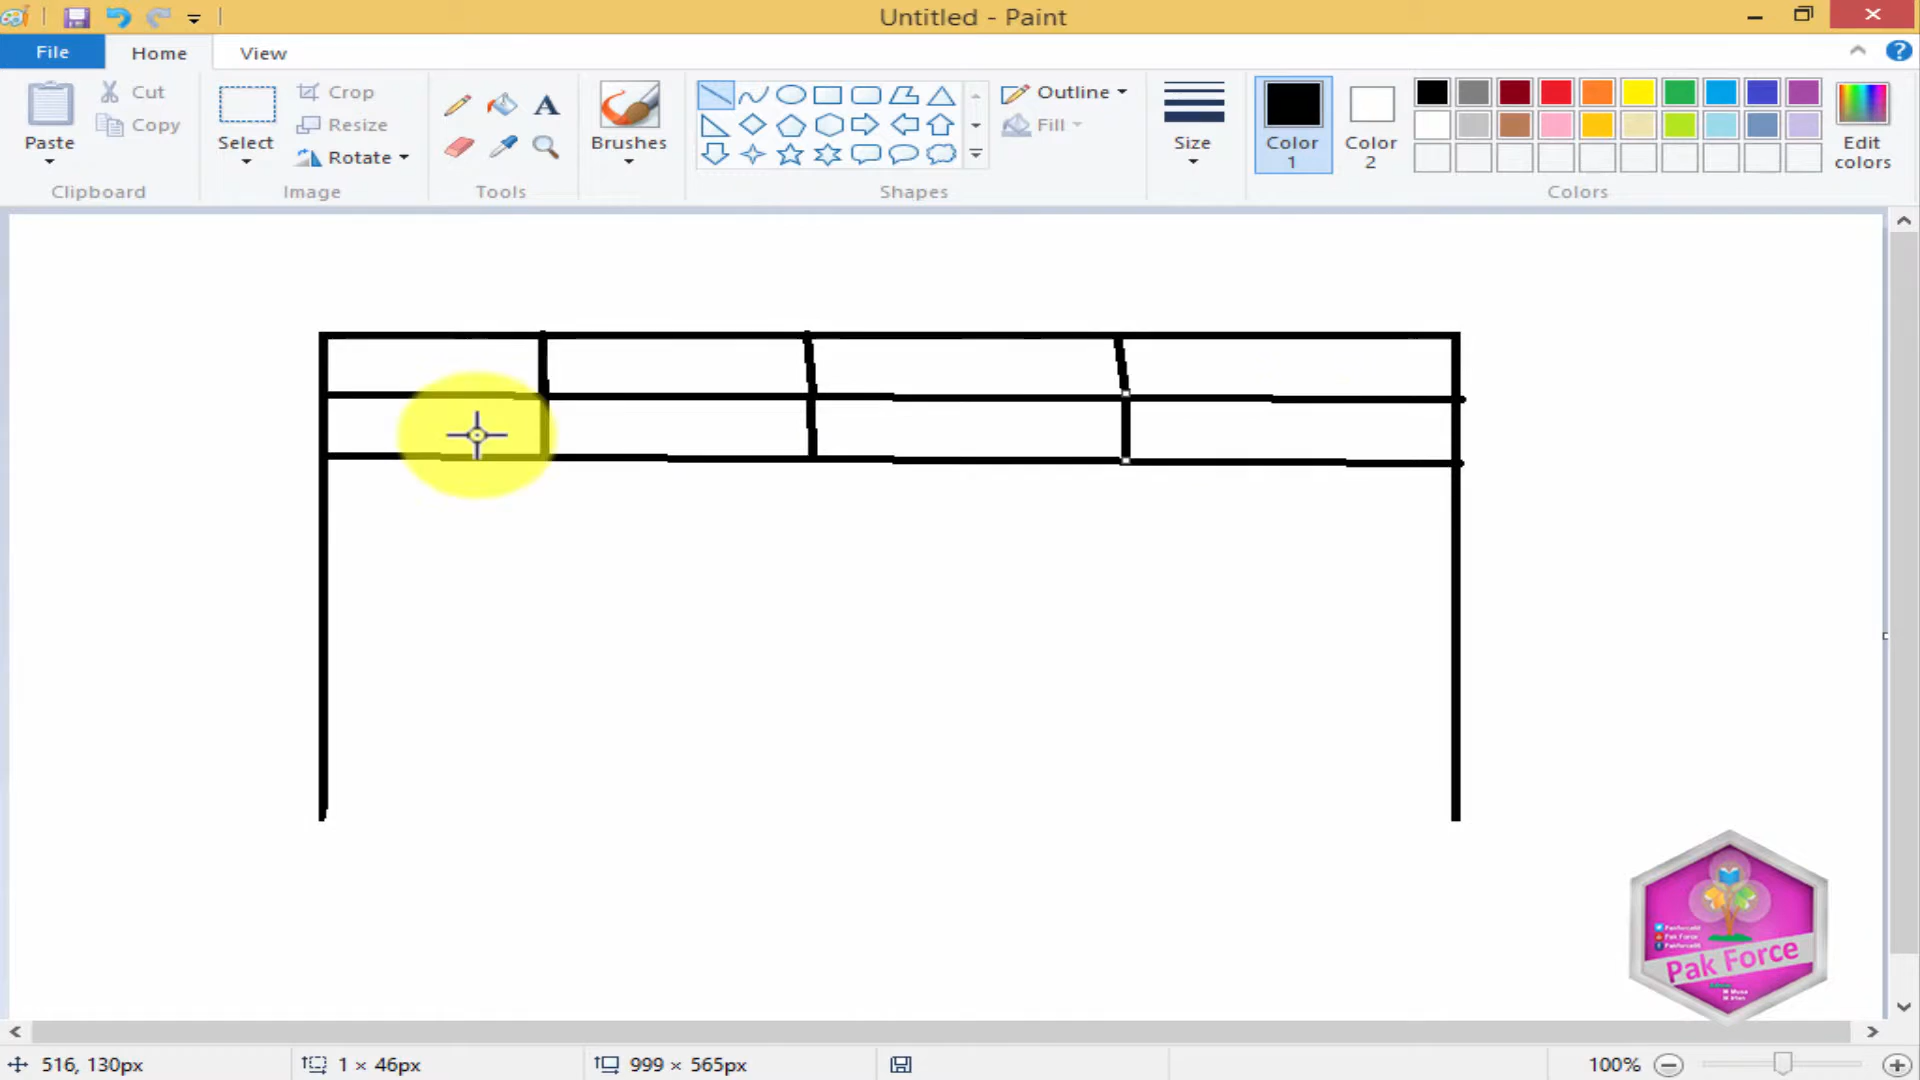 Untitled - Paint
File Home View
Paste
Cut
Copy
Clipboard
Select
Crop
Resize
Rotate
Image
A
Tools
Brushes
Shapes
Outline
Fill
Size
Color 1
Color 2
Colors
Edit colors
Pak Force
516, 130px
1 × 46px
999 × 565px
100%